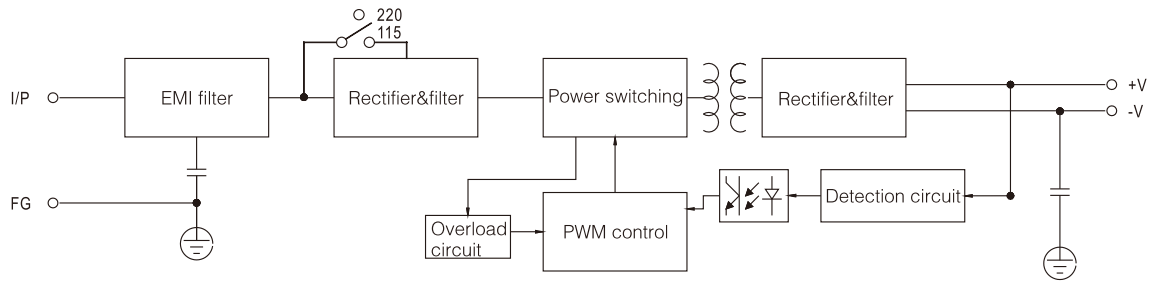 220
115
I/P
EMI filter
Rectifier&filter
Power switching
Rectifier&filter
+V
-V
FG
Overload
circuit
PWM control
Detection circuit